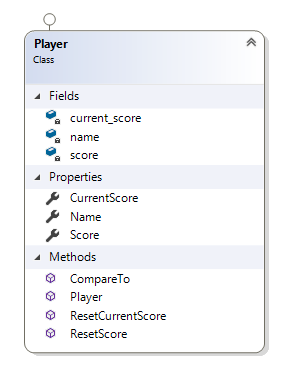 Player
Class
Fields
current_score
name
score
Properties
CurrentScore
Name
Score
Methods
CompareTo
Player
ResetCurrentScore
ResetScore